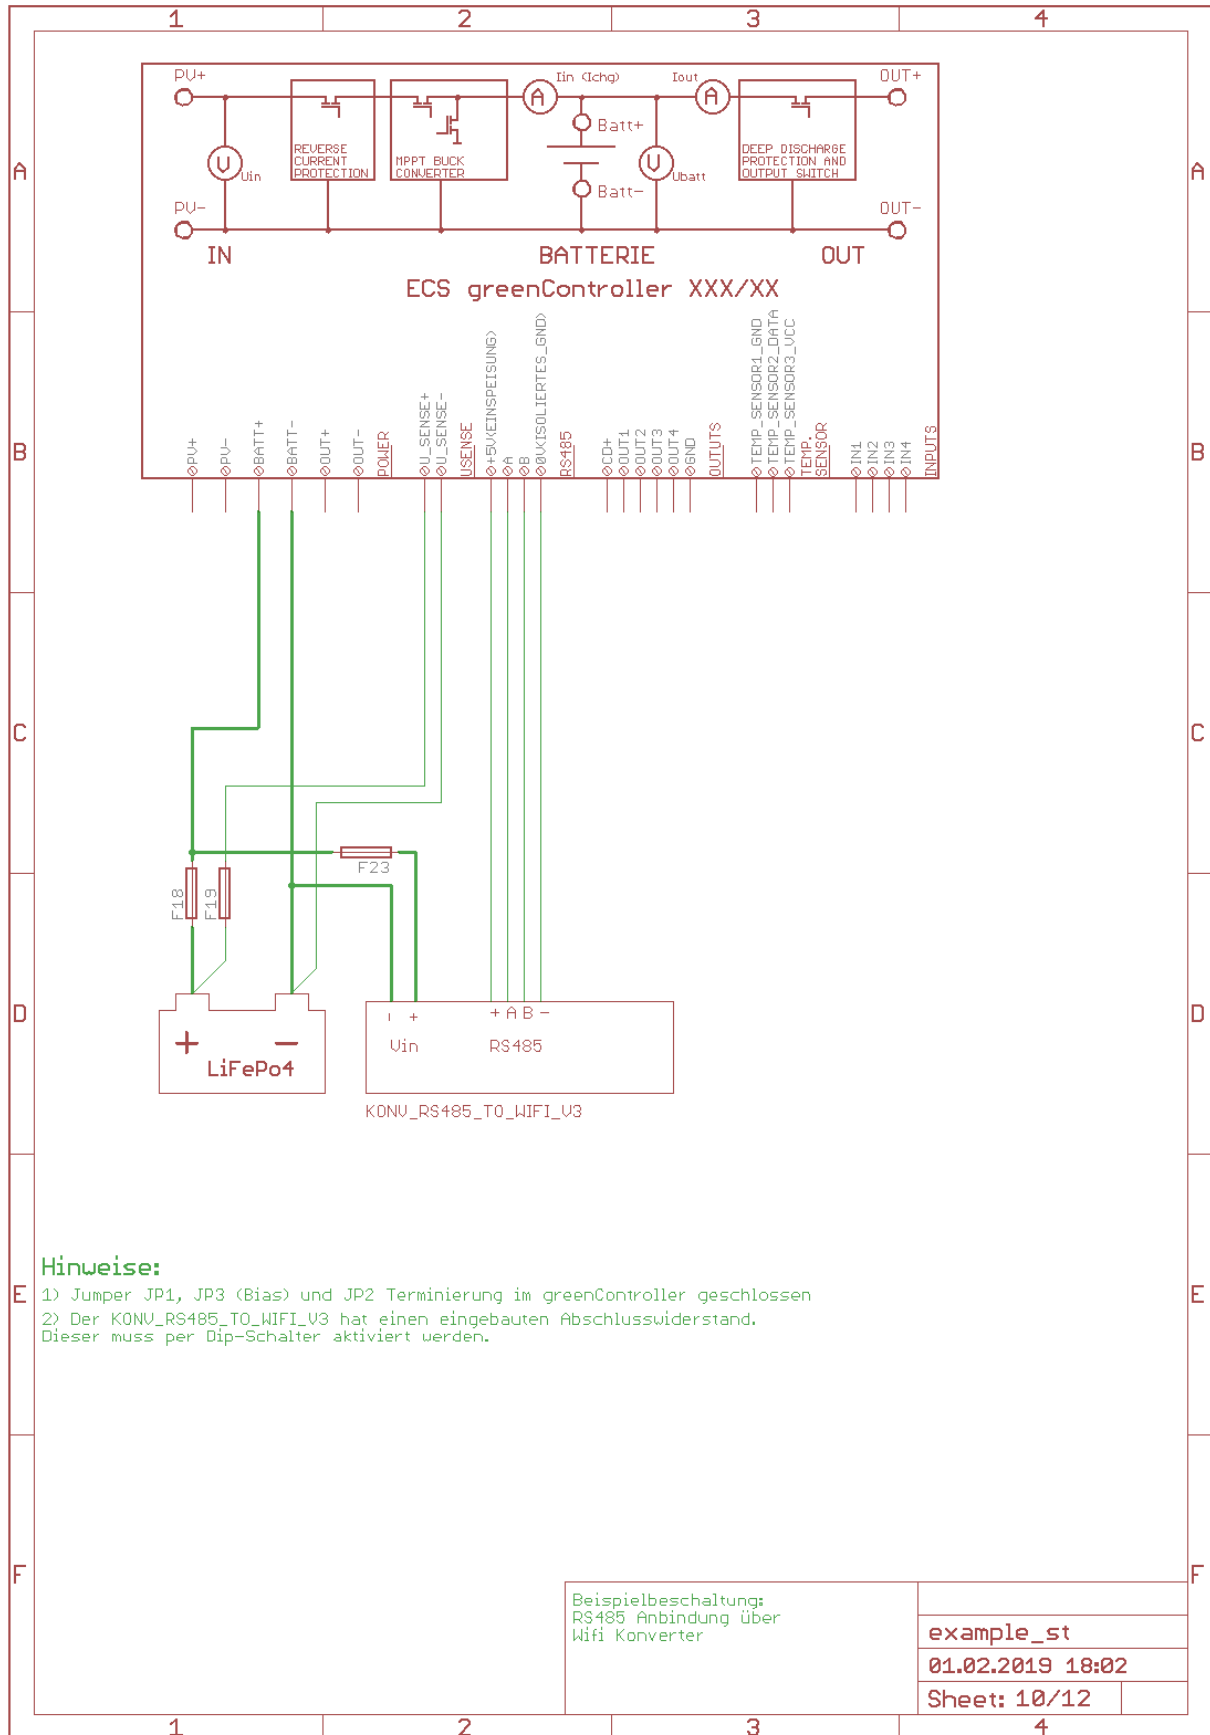 1 2 3 4
PV+ Iin (Ichg) Iout OUT+
A A
V Uin
REVERSE
CURRENT
PROTECTION
MPPT BUCK
CONVERTER
Batt+
Batt-
V
Ubatt
DEEP DISCHARGE
PROTECTION AND
OUTPUT SWITCH
A A
PV- OUT-
IN BATTERIE OUT
ECS greenController XXX/XX
B B
PV+
PV-
BATT+
BATT-
OUT+
OUT-
POWER
U_SENSE+
U_SENSE-
USENSE
+5V(EINSPEISUNG)
A
B
0V(ISOLIERTES_GND)
RS485
CD+
OUT1
OUT2
OUT3
OUT4
GND
OUTUTS
TEMP_SENSOR1_GND
TEMP_SENSOR2_DATA
TEMP_SENSOR3_VCC
TEMP.
SENSOR
IN1
IN2
IN3
IN4
INPUTS
C C
F23
F18
F19
D D
+ -
LiFePo4
- +
Vin
+ A B -
RS485
KONV_RS485_TO_WIFI_V3
Hinweise:
E E
1) Jumper JP1, JP3 (Bias) und JP2 Terminierung im greenController geschlossen
2) Der KONV_RS485_TO_WIFI_V3 hat einen eingebauten Abschlusswiderstand.
Dieser muss per Dip-Schalter aktiviert werden.
F F
Beispielbeschaltung:
RS485 Anbindung über
Wifi Konverter
example_st
01.02.2019 18:02
Sheet: 10/12
1 2 3 4